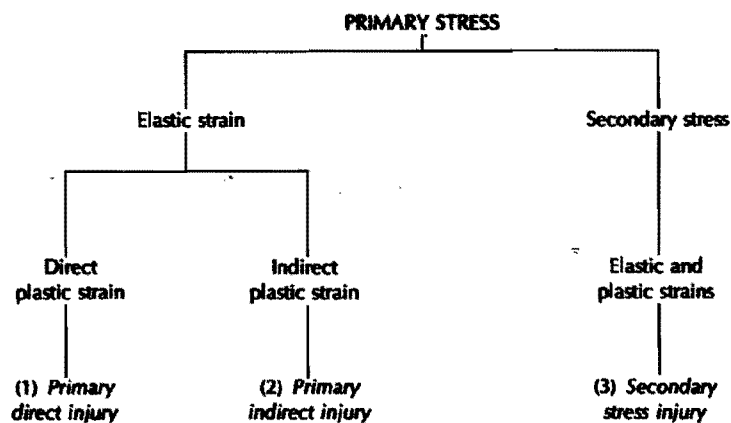 PRIMARY STRESS
Elastic strain
Secondary stress
Direct
plastic strain
Indirect
plastic strain
Elastic and
plastic strains
(1) Primary
direct injury
(2) Primary
indirect injury
(3) Secondary
stress injury